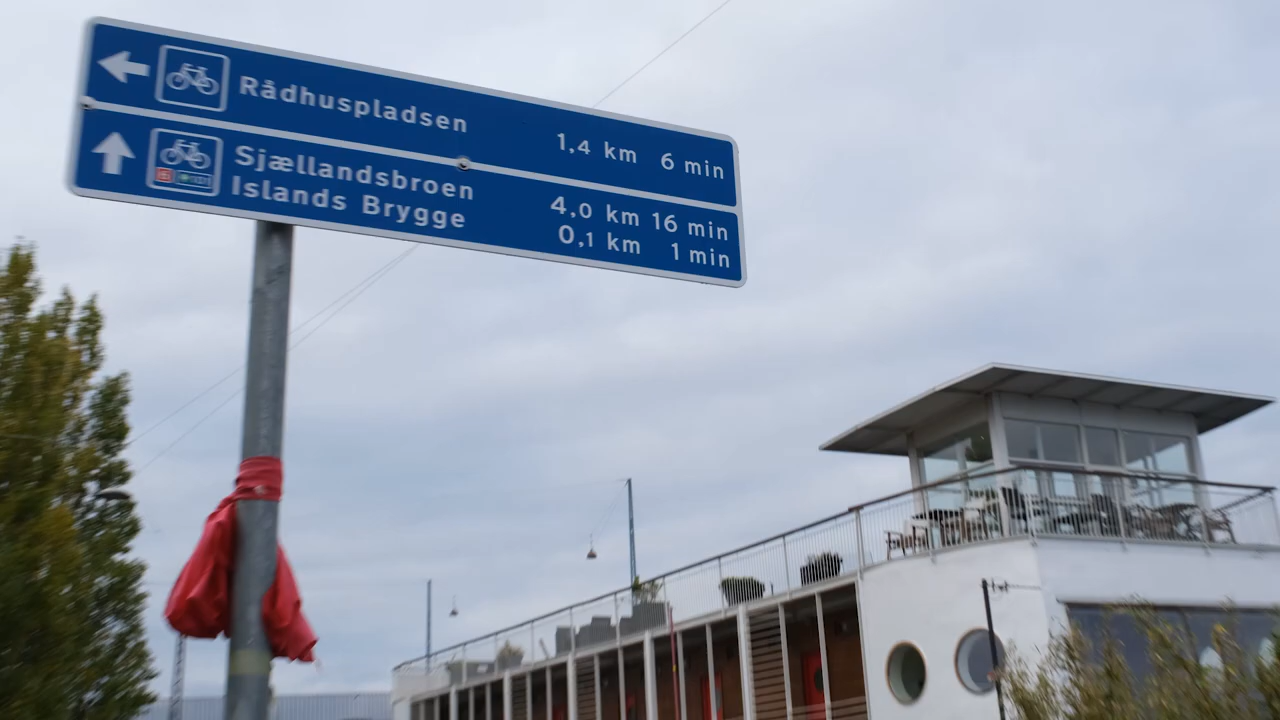 Rådhuspladsen 1,4 km 6 min
Sjællandsbroen 4,0 km 16 min
Islands Brygge 0,1 km 1 min